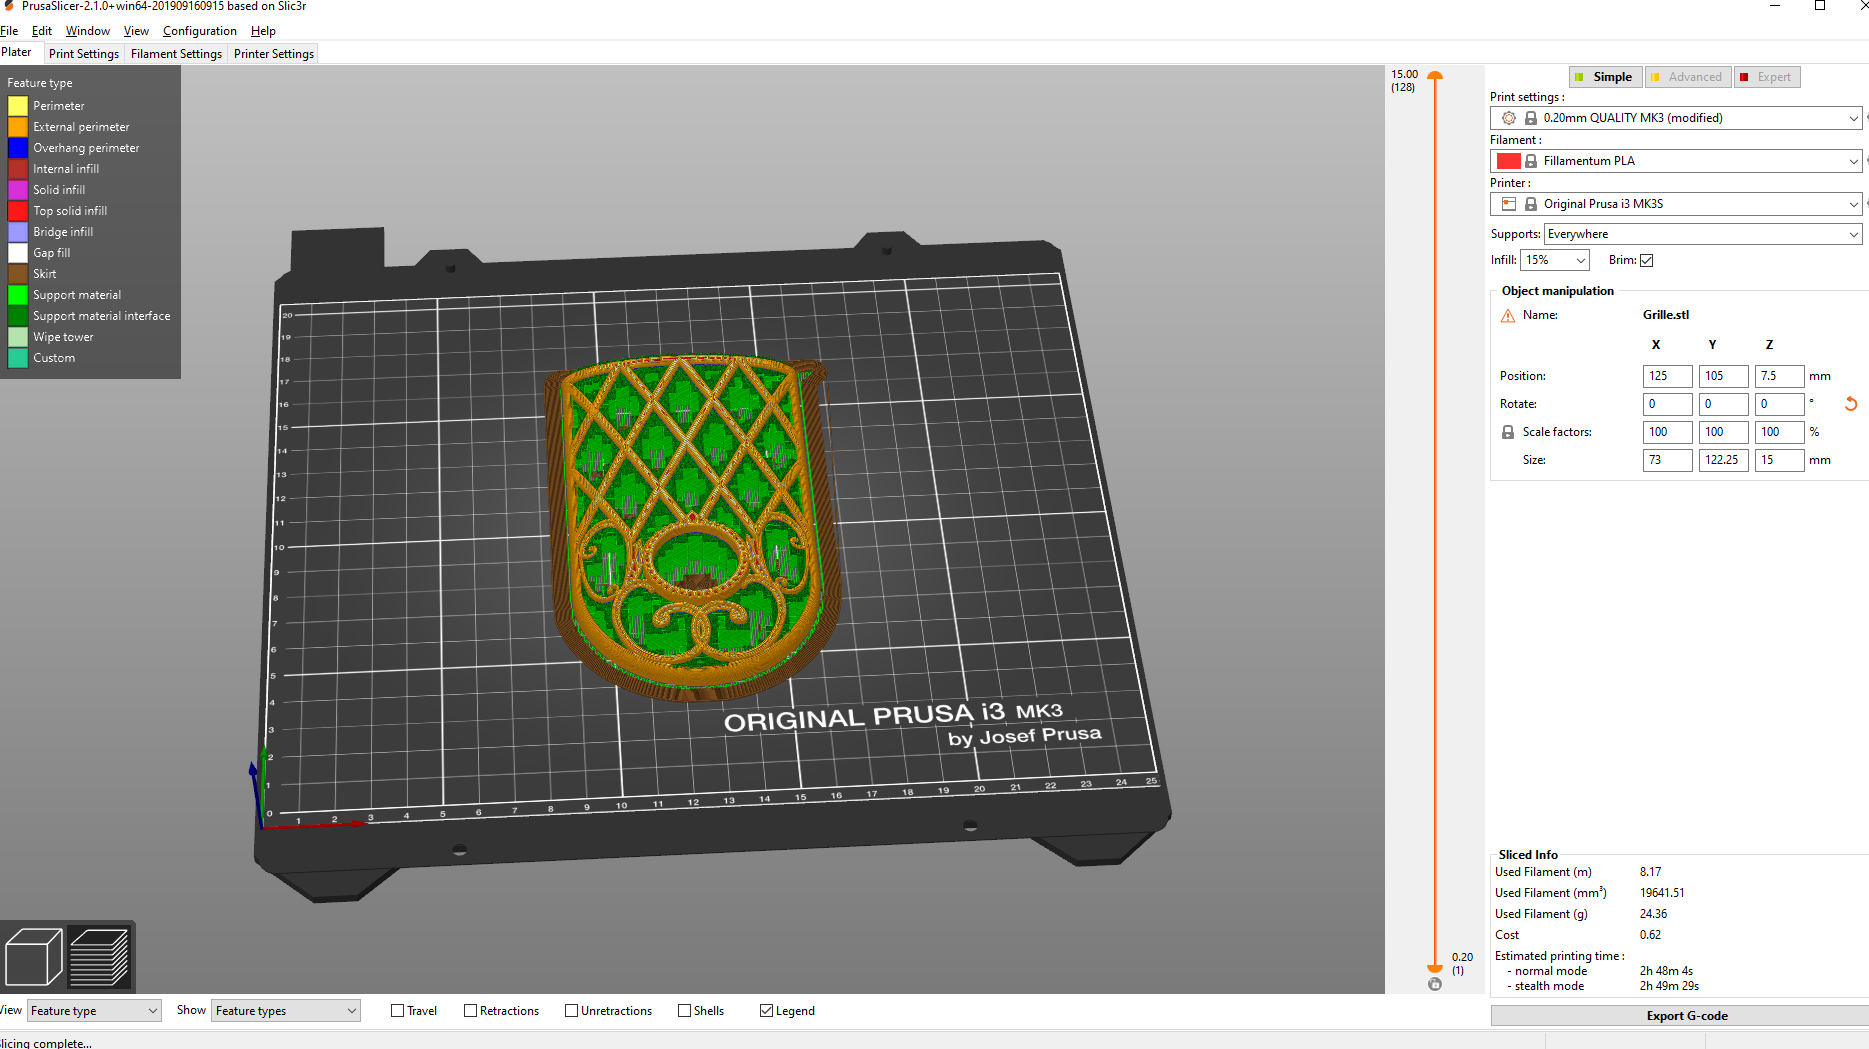 PrusaSlicer-2.1.0+win64-201909160915 based on Slic3r
File Edit Window View Configuration Help
Plater Print Settings Filament Settings Printer Settings
Feature type
Perimeter
External perimeter
Overhang perimeter
Internal infill
Solid infill
Top solid infill
Bridge infill
Gap fill
Skirt
Support material
Support material interface
Wipe tower
Custom
20
19
18
17
16
15
14
13
12
11
10
9
8
7
6
5
4
3
2
1
0
1 2 3 4 5 6 7 8 9 10 11 12 13 14 15 16 17 18 19 20 21 22 23 24 25
ORIGINAL PRUSA i3 MK3
by Josef Prusa
15.00
(128)
0.20
(1)
Simple Advanced Expert
Print settings :
0.20mm QUALITY MK3 (modified)
Filament :
Fillamentum PLA
Printer :
Original Prusa i3 MK3S
Supports: Everywhere
Infill: 15% Brim:
Object manipulation
Name: Grille.stl
X Y Z
Position: 125 105 7.5 mm
Rotate: 0 0 0 °
Scale factors: 100 100 100 %
Size: 73 122.25 15 mm
Sliced Info
Used Filament (m) 8.17
Used Filament (mm³) 19641.51
Used Filament (g) 24.36
Cost 0.62
Estimated printing time :
- normal mode 2h 48m 4s
- stealth mode 2h 49m 29s
Export G-code
View Feature type Show Feature types Travel Retractions Unretractions Shells Legend
Slicing complete...